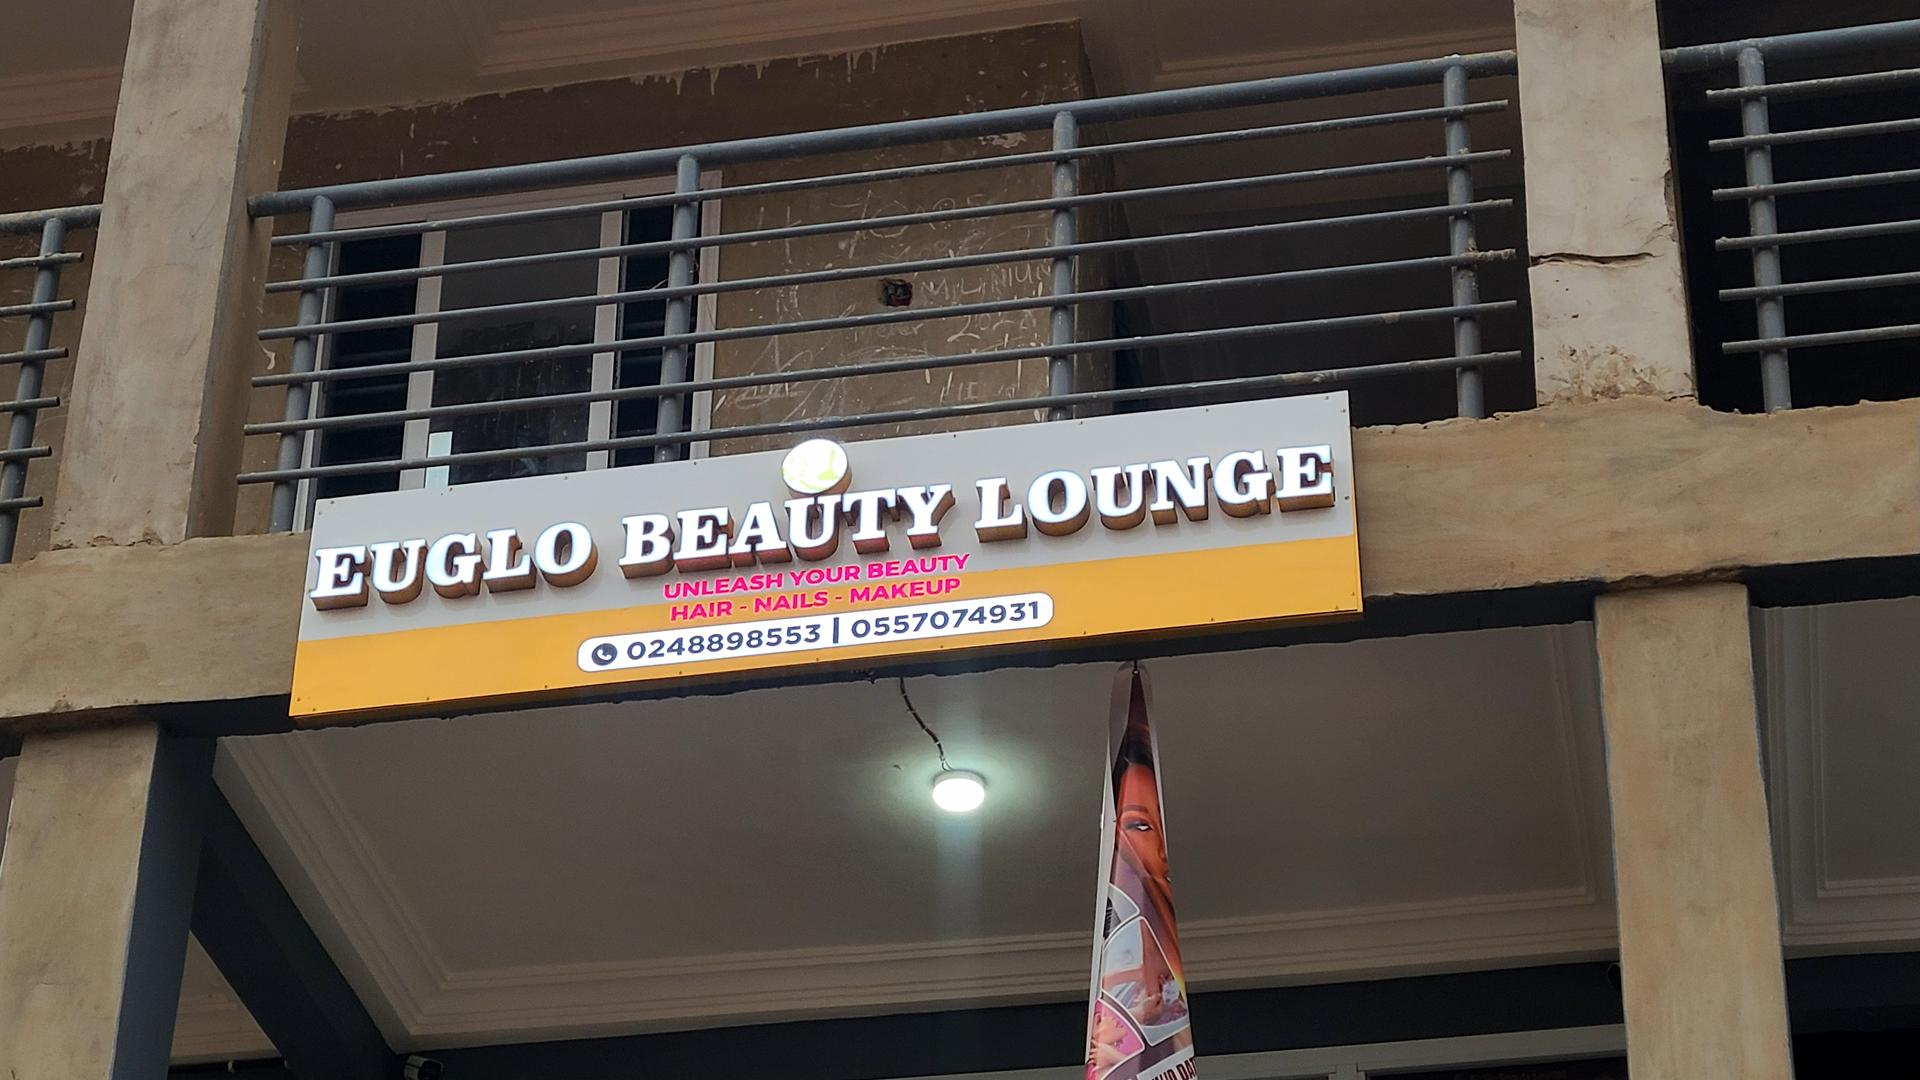 EUGLO BEAUTY LOUNGE
UNLEASH YOUR BEAUTY
HAIR - NAILS - MAKEUP
0248898553 | 0557074931